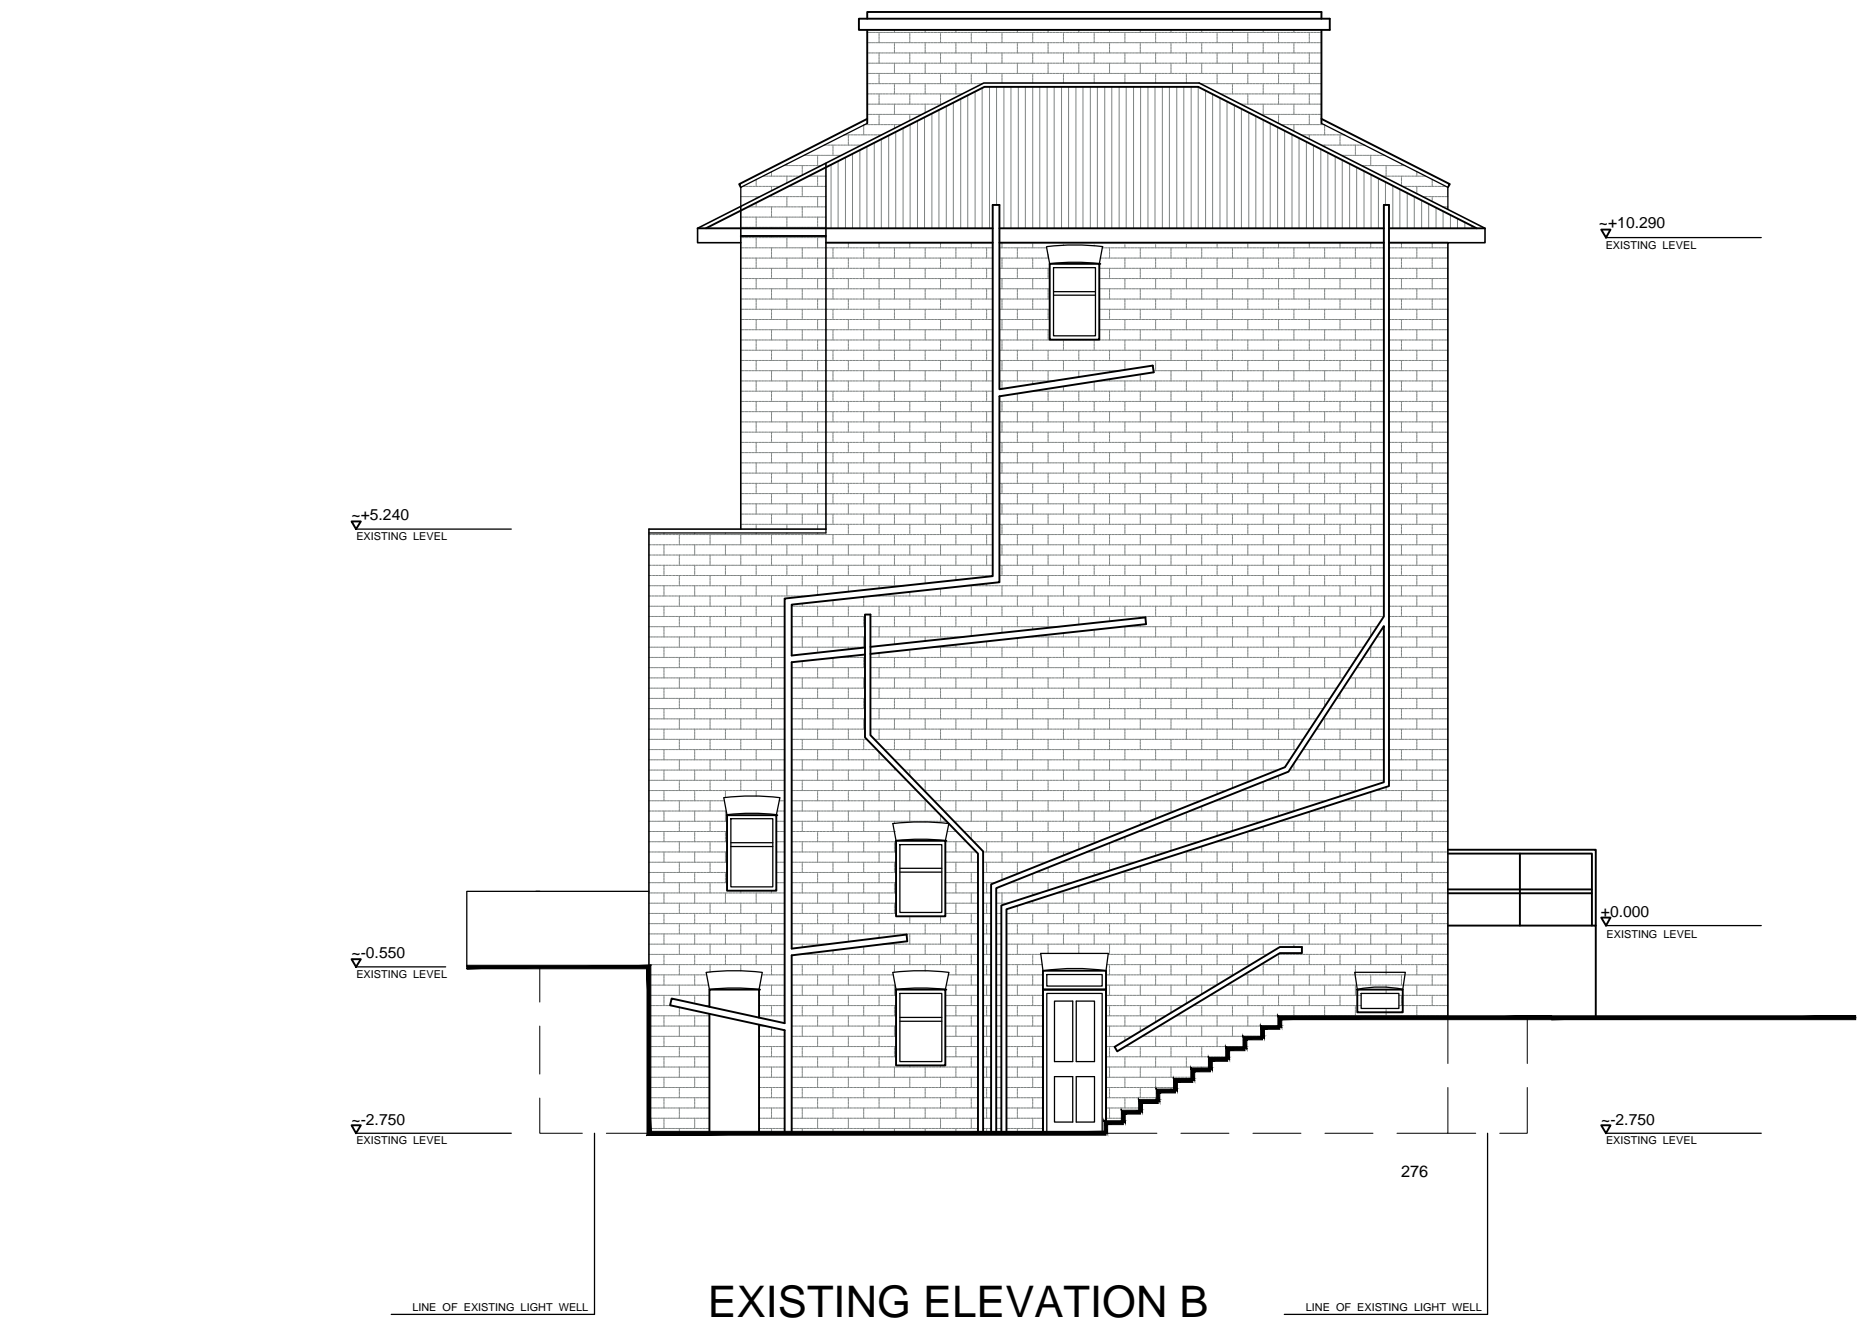 ~+10.290
EXISTING LEVEL
~+5.240
EXISTING LEVEL
+0.000
EXISTING LEVEL
~-0.550
EXISTING LEVEL
~-2.750
EXISTING LEVEL
~-2.750
EXISTING LEVEL
276
EXISTING ELEVATION B
LINE OF EXISTING LIGHT WELL
LINE OF EXISTING LIGHT WELL